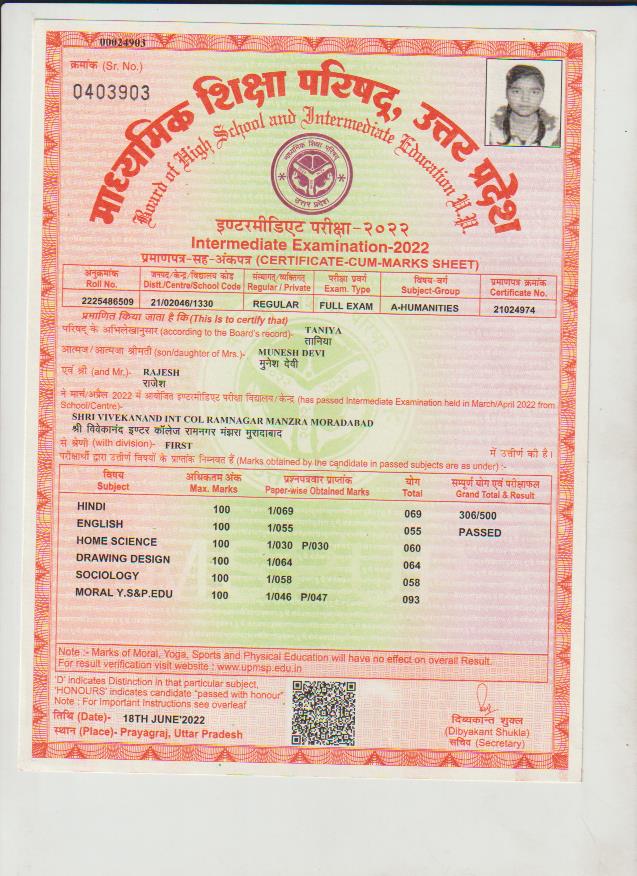 00024903
क्रमांक (Sr. No.)
0403903
माध्यमिक शिक्षा परिषद्, उत्तर प्रदेश
Board of High School and Intermediate Education U.P.
माध्यमिक शिक्षा परिषद
उत्तर प्रदेश
इण्टरमीडिएट परीक्षा-२०२२
Intermediate Examination-2022
प्रमाणपत्र-सह-अंकपत्र (CERTIFICATE-CUM-MARKS SHEET)
अनुक्रमांक जनपद/केन्द्र/विद्यालय कोड संस्थागत/व्यक्तिगत परीक्षा प्रवर्ग विषय-वर्ग प्रमाणपत्र क्रमांक
Roll No. Distt./Centre/School Code Regular / Private Exam. Type Subject-Group Certificate No.
2225486509 21/02046/1330 REGULAR FULL EXAM A-HUMANITIES 21024974
प्रमाणित किया जाता है कि (This is to certify that)
परिषद् के अभिलेखानुसार (according to the Board's record)- TANIYA
तानिया
आत्मज/आत्मजा श्रीमती (son/daughter of Mrs.)- MUNESH DEVI
मुनेश देवी
एवं श्री (and Mr.)- RAJESH
राजेश
ने मार्च/अप्रैल 2022 में आयोजित इण्टरमीडिएट परीक्षा विद्यालय/केन्द्र (has passed Intermediate Examination held in March/April 2022 from
School/Centre)-
SHRI VIVEKANAND INT COL RAMNAGAR MANZRA MORADABAD
श्री विवेकानंद इण्टर कॉलेज रामनगर मंझरा मुरादाबाद
से श्रेणी (with division)- FIRST में उत्तीर्ण की है।
परीक्षार्थी द्वारा उत्तीर्ण विषयों के प्राप्तांक निम्नवत हैं (Marks obtained by the candidate in passed subjects are as under) :-
विषय अधिकतम अंक प्रश्नपत्रवार प्राप्तांक योग सम्पूर्ण योग एवं परीक्षाफल
Subject Max. Marks Paper-wise Obtained Marks Total Grand Total & Result
HINDI 100 1/069 069 306/500
ENGLISH 100 1/055 055 PASSED
HOME SCIENCE 100 1/030 P/030 060
DRAWING DESIGN 100 1/064 064
SOCIOLOGY 100 1/058 058
MORAL Y.S&P.EDU 100 1/046 P/047 093
Note :- Marks of Moral, Yoga, Sports and Physical Education will have no effect on overall Result.
For result verification visit website : www.upmsp.edu.in
'D' indicates Distinction in that particular subject.
'HONOURS' indicates candidate "passed with honour"
Note : For Important Instructions see overleaf
तिथि (Date)- 18TH JUNE'2022
स्थान (Place)- Prayagraj, Uttar Pradesh
दिव्यकान्त शुक्ल
(Dibyakant Shukla)
सचिव (Secretary)